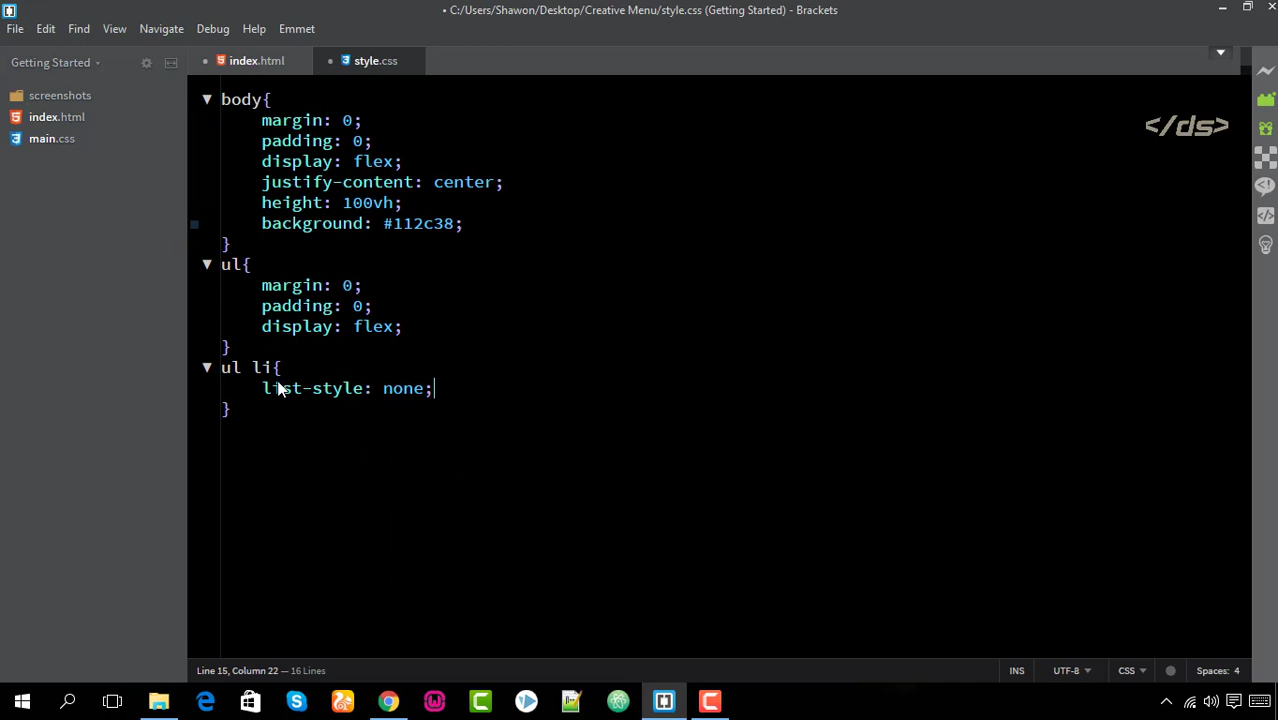 • C:/Users/Shawon/Desktop/Creative Menu/style.css (Getting Started) - Brackets
File Edit Find View Navigate Debug Help Emmet
Getting Started
index.html
style.css
screenshots
index.html
main.css
body{
margin: 0;
padding: 0;
display: flex;
justify-content: center;
height: 100vh;
background: #112c38;
}
ul{
margin: 0;
padding: 0;
display: flex;
}
ul li{
list-style: none;
}
</ds>
Line 15, Column 22 — 16 Lines
INS UTF-8 CSS Spaces: 4